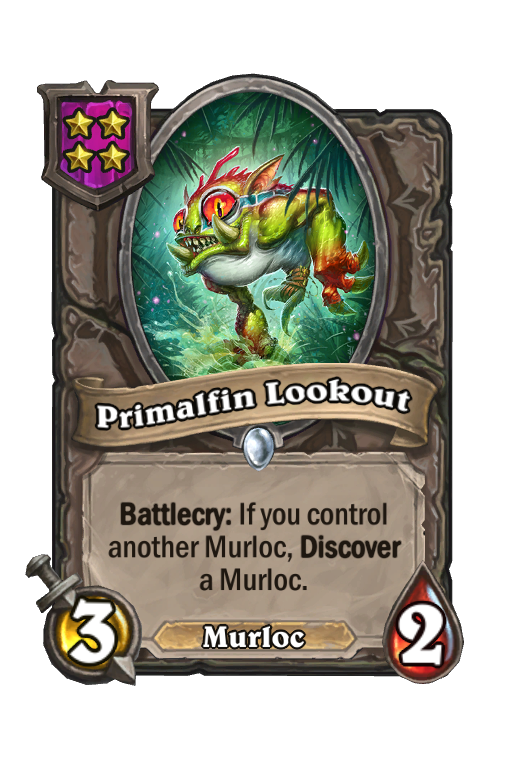 Primalfin Lookout
Battlecry: If you control
another Murloc, Discover
a Murloc.
3
Murloc
2